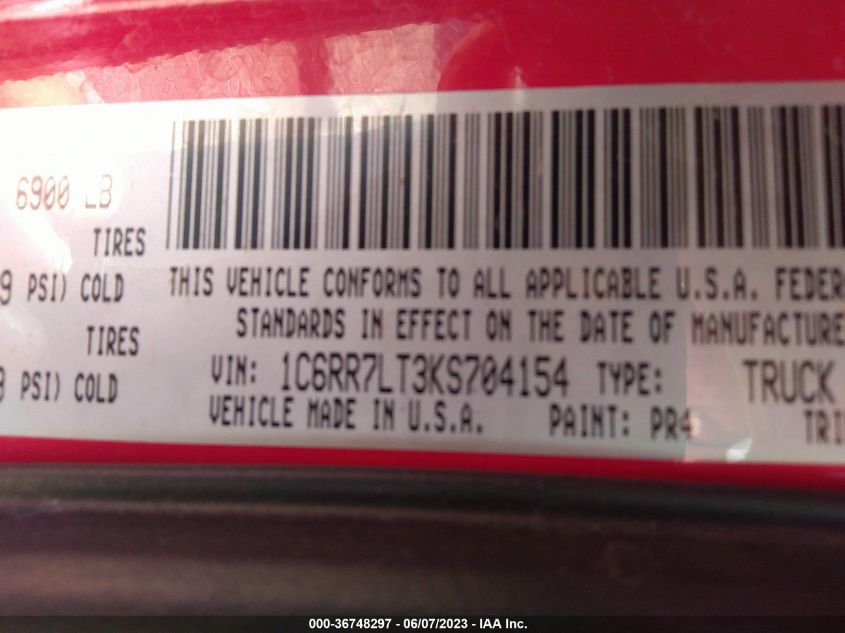 6900 LB
TIRES
9 PSI) COLD
TIRES
PSI) COLD
THIS VEHICLE CONFORMS TO ALL APPLICABLE U.S.A. FEDER
STANDARDS IN EFFECT ON THE DATE OF MANUFACTURE
VIN: 1C6RR7LT3KS704154 TYPE: TRUCK
VEHICLE MADE IN U.S.A. PAINT: PR4 TRI
000-36748297 - 06/07/2023 - IAA Inc.